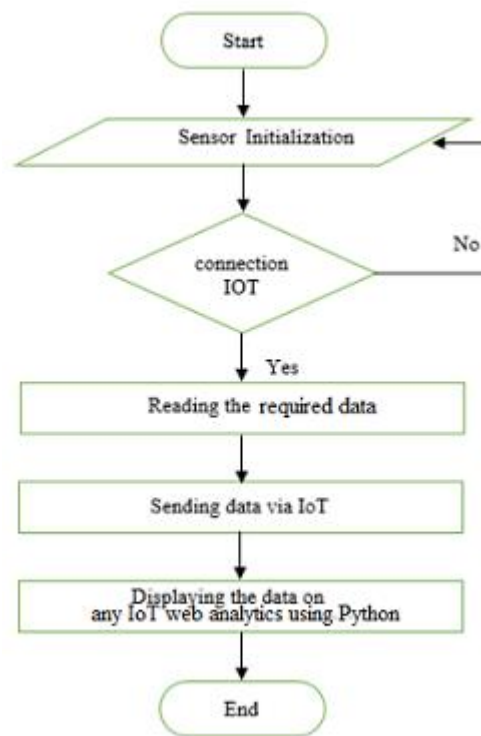 Start
Sensor Initialization
connection
IOT
No
Yes
Reading the required data
Sending data via IoT
Displaying the data on
any IoT web analytics using Python
End